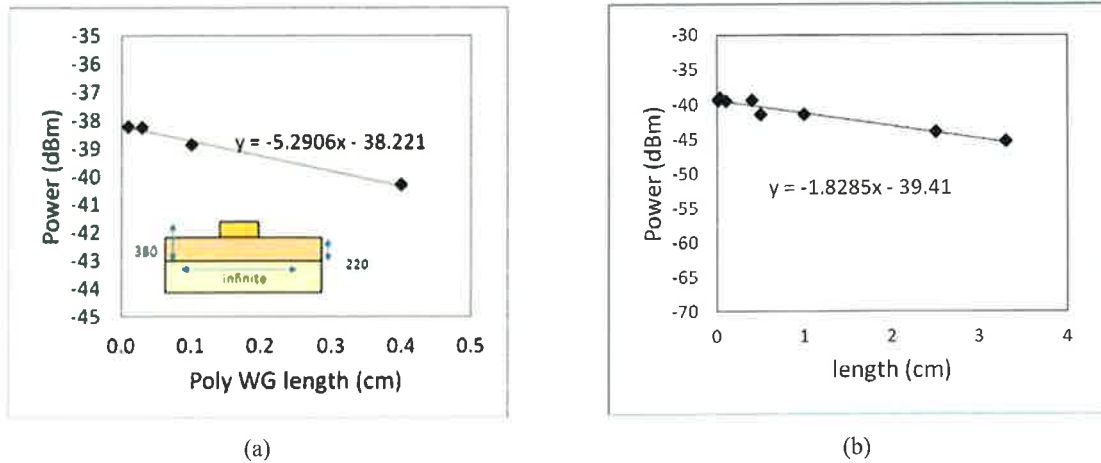 -35
-36
-37
-38
-39
-40
-41
-42
-43
-44
-45
Power (dBm)
y = -5.2906x - 38.221
380
220
infinite
0.0 0.1 0.2 0.3 0.4 0.5
Poly WG length (cm)
(a)
-30
-35
-40
-45
-50
-55
-60
-65
-70
Power (dBm)
y = -1.8285x - 39.41
0 1 2 3 4
length (cm)
(b)